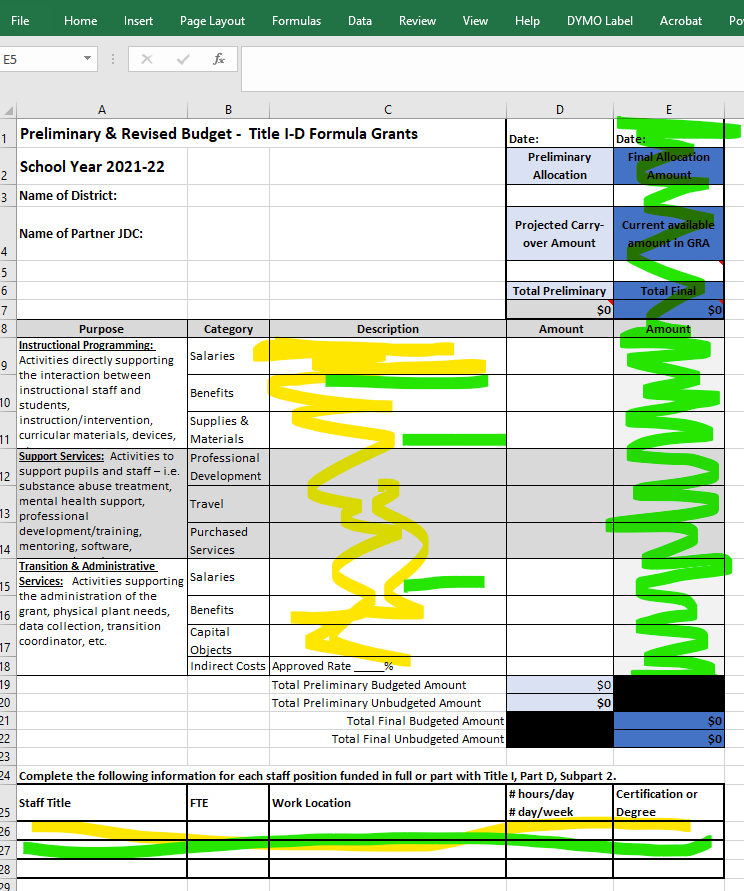 File Home Insert Page Layout Formulas Data Review View Help DYMO Label Acrobat Po
E5 fx
A B C D E
1 Preliminary & Revised Budget - Title I-D Formula Grants Date: Date:
2 School Year 2021-22 Preliminary Allocation Final Allocation Amount
3 Name of District:
4 Name of Partner JDC: Projected Carry-over Amount Current available amount in GRA
5
6 Total Preliminary Total Final
7 $0 $0
8 Purpose Category Description Amount Amount
Instructional Programming:
Activities directly supporting
the interaction between
instructional staff and
students,
instruction/intervention,
curricular materials, devices,
9 Salaries
10 Benefits
11 Supplies & Materials
Support Services: Activities to
support pupils and staff – i.e.
substance abuse treatment,
mental health support,
professional
development/training,
mentoring, software,
12 Professional Development
13 Travel
14 Purchased Services
Transition & Administrative
Services: Activities supporting
the administration of the
grant, physical plant needs,
data collection, transition
coordinator, etc.
15 Salaries
16 Benefits
17 Capital Objects
18 Indirect Costs Approved Rate _____%
19 Total Preliminary Budgeted Amount $0
20 Total Preliminary Unbudgeted Amount $0
21 Total Final Budgeted Amount $0
22 Total Final Unbudgeted Amount $0
23
24 Complete the following information for each staff position funded in full or part with Title I, Part D, Subpart 2.
25 Staff Title FTE Work Location # hours/day # day/week Certification or Degree
26
27
28
29